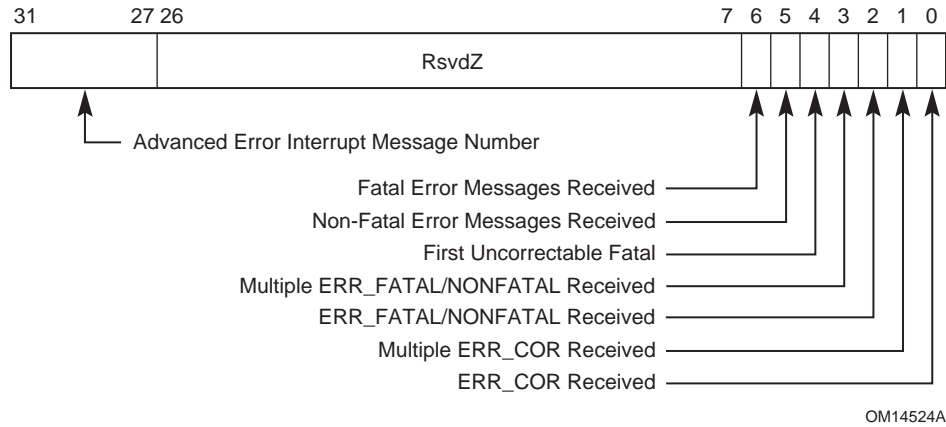 31 27 26 7 6 5 4 3 2 1 0
RsvdZ
Advanced Error Interrupt Message Number
Fatal Error Messages Received
Non-Fatal Error Messages Received
First Uncorrectable Fatal
Multiple ERR_FATAL/NONFATAL Received
ERR_FATAL/NONFATAL Received
Multiple ERR_COR Received
ERR_COR Received
OM14524A